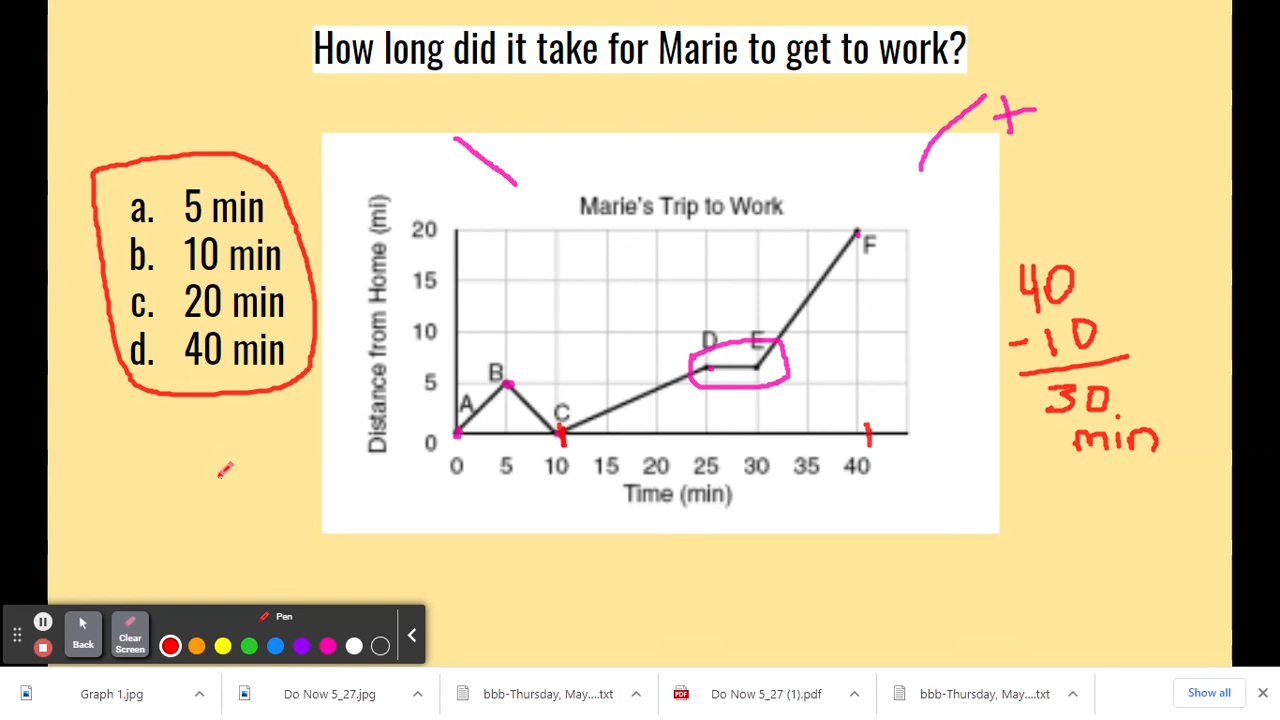 How long did it take for Marie to get to work?
a. 5 min
b. 10 min
c. 20 min
d. 40 min
Marie's Trip to Work
Distance from Home (mi)
20
15
10
5
0
A
B
C
D
E
F
0 5 10 15 20 25 30 35 40
Time (min)
+
40
- 10
30
min
Pen
Back
Clear Screen
Graph 1.jpg
Do Now 5_27.jpg
bbb-Thursday, May....txt
Do Now 5_27 (1).pdf
bbb-Thursday, May....txt
Show all